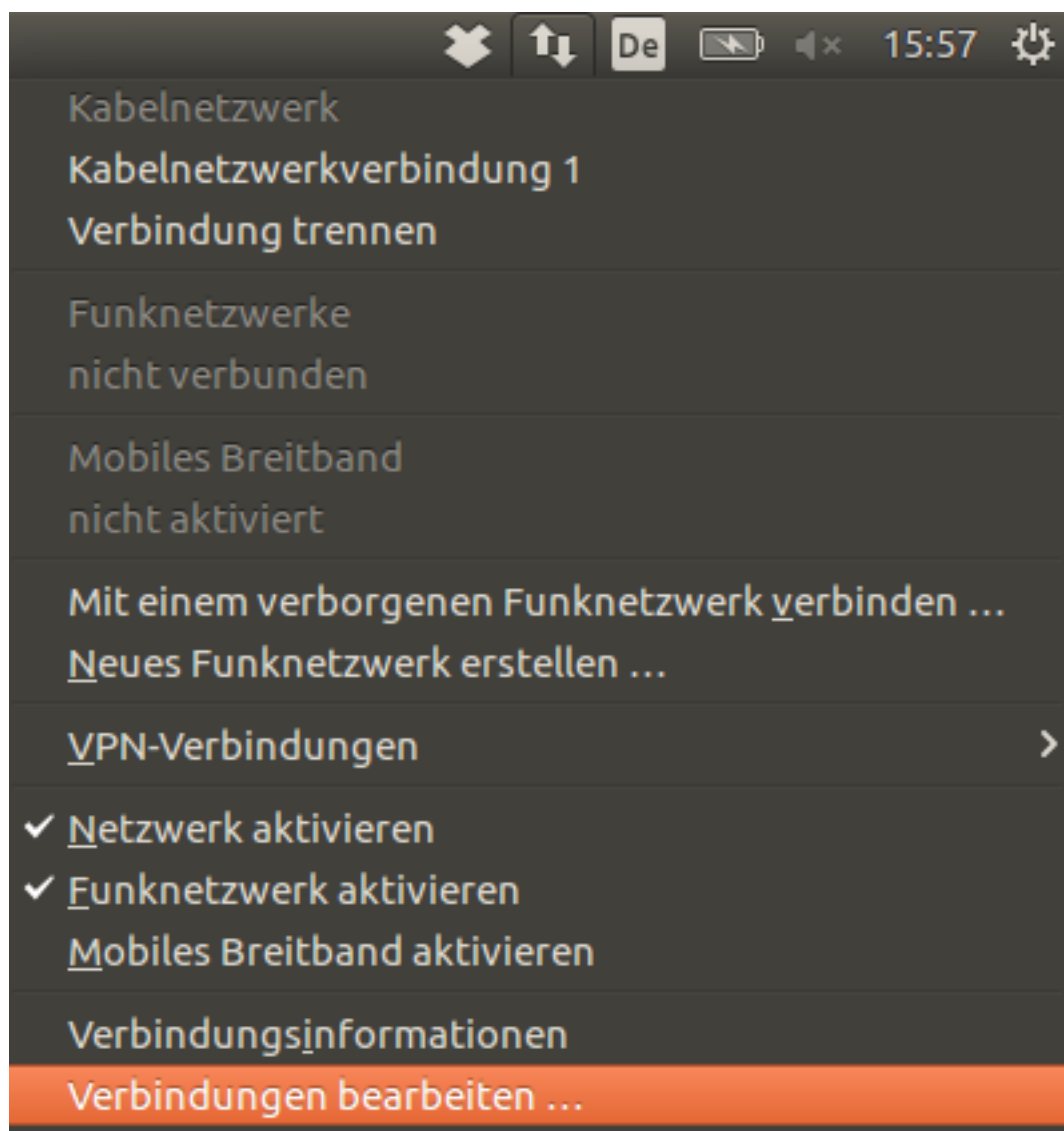 De 15:57
Kabelnetzwerk
Kabelnetzwerkverbindung 1
Verbindung trennen
Funknetzwerke
nicht verbunden
Mobiles Breitband
nicht aktiviert
Mit einem verborgenen Funknetzwerk verbinden …
Neues Funknetzwerk erstellen …
VPN-Verbindungen
Netzwerk aktivieren
Funknetzwerk aktivieren
Mobiles Breitband aktivieren
Verbindungsinformationen
Verbindungen bearbeiten …